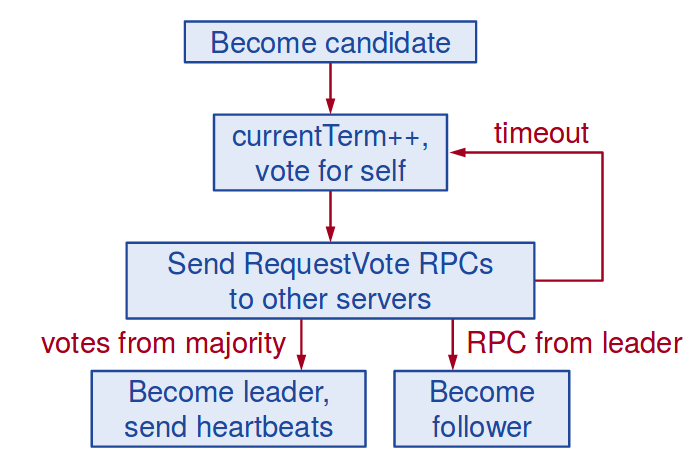 Become candidate
timeout
currentTerm++,
vote for self
Send RequestVote RPCs
to other servers
votes from majority
RPC from leader
Become leader,
send heartbeats
Become
follower